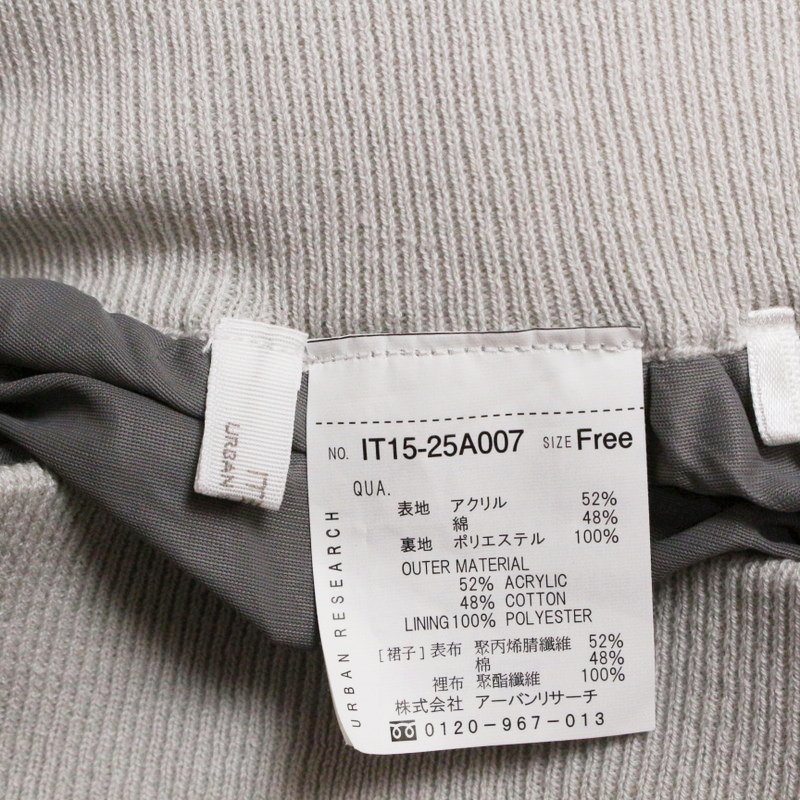 NO. IT15-25A007 SIZE Free
QUA.
表地 アクリル 52%
綿 48%
裏地 ポリエステル 100%
OUTER MATERIAL
52% ACRYLIC
48% COTTON
LINING100% POLYESTER
[裙子]表布 聚丙烯腈纖維 52%
棉 48%
裡布 聚酯纖維 100%
株式会社 アーバンリサーチ
0120-967-013
URBAN RESEARCH
URBAN